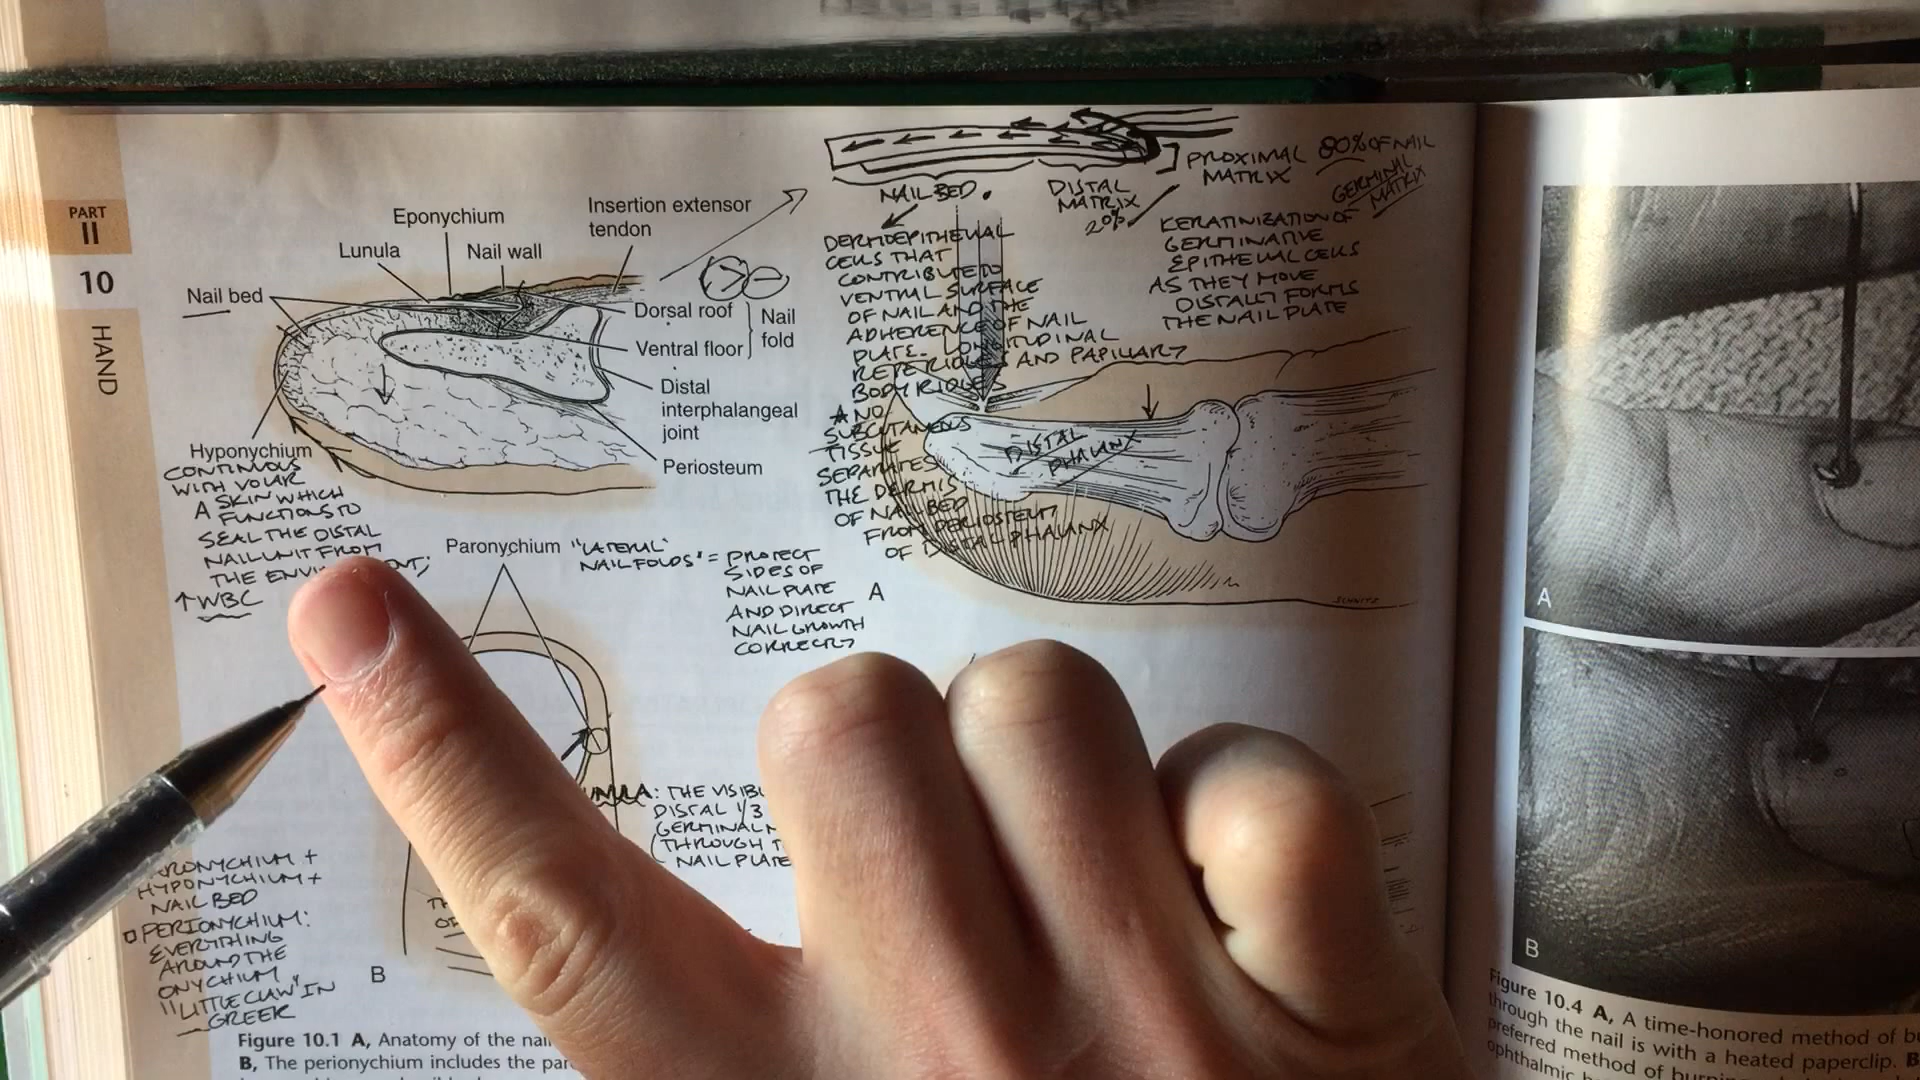 PART
II
10
HAND
Eponychium
Lunula
Nail wall
Insertion extensor
tendon
Nail bed
Dorsal roof
Nail
fold
Ventral floor
Distal
interphalangeal
joint
Periosteum
Hyponychium
CONTINUOUS
WITH VOLAR
SKIN WHICH
FUNCTIONS TO
SEAL THE DISTAL
NAIL UNIT FROM
THE
↑WBC
Paronychium
"LATERAL
NAIL FOLDS" = PROTECT
SIDES OF
NAIL PLATE
AND DIRECT
NAIL GROWTH
CORRECTLY
NAIL BED.
DISTAL
MATRIX
20%
PROXIMAL
MATRIX
80% OF NAIL
GERMINAL
MATRIX
DERMOEPITHELIAL
CELLS THAT
CONTRIBUTE TO
VENTRAL SURFACE
OF NAIL AND THE
ADHERENCE OF NAIL
PLATE- LONGITUDINAL
RETE RIDGES AND PAPILLARY
BODY RIDGES
NO
SUBCUTANEOUS
TISSUE
SEPARATES
THE DERMIS
OF NAIL BED
FROM PERIOSTEUM
OF DISTAL PHALANX
KERATINIZATION OF
GERMINATIVE
EPITHELIAL CELLS
AS THEY MOVE
DISTALLY FORMS
THE NAIL PLATE
DISTAL
PHALANX
A
THE
DISTAL 1/3
GERMINAL
THROUGH
NAIL PLATE
HYPONYCHIUM +
NAIL BED
PERIONYCHIUM:
EVERYTHING
AROUND THE
ONYCHIUM
"LITTLE CLAW" IN
GREEK
B
Figure 10.1 A, Anatomy of the
B, The perionychium includes the
A
B
Figure 10.4 A, A time-honored method of
through the nail is with a heated paperclip. B
preferred method of
ophthalmic